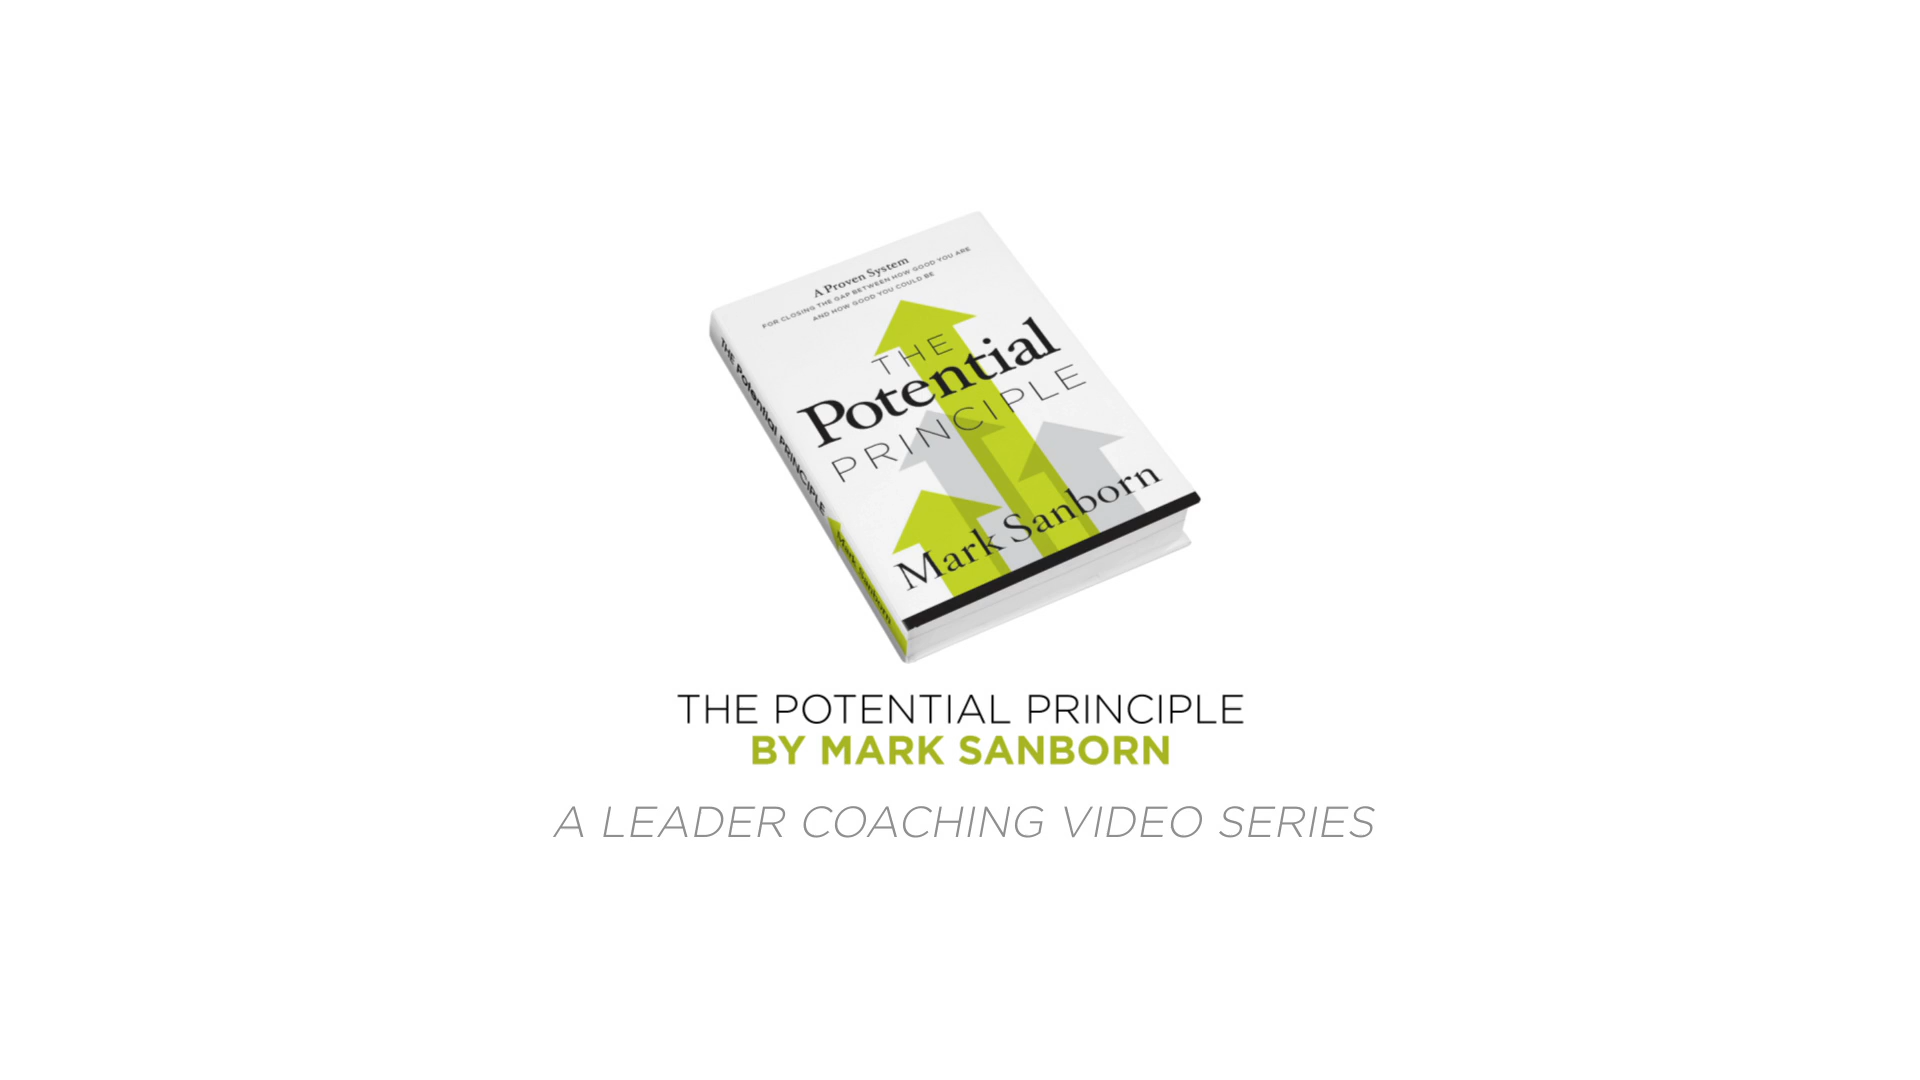 A Proven System
FOR CLOSING THE GAP BETWEEN HOW GOOD YOU ARE
AND HOW GOOD YOU COULD BE
THE
Potential
PRINCIPLE
Mark Sanborn
THE Potential PRINCIPLE Mark Sanborn
THE POTENTIAL PRINCIPLE
BY MARK SANBORN
A LEADER COACHING VIDEO SERIES